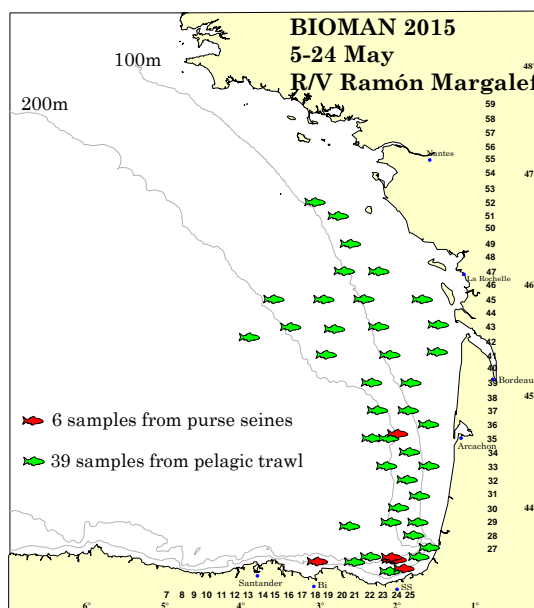 BIOMAN 2015
5-24 May
R/V Ramón Margalef
100m
200m
48°
59
58
57
56
55
54
53
52
51
50
49
48
47
46
45
44
43
42
41
40
39
38
37
36
35
34
33
32
31
30
29
28
27
47
46
45
44
Nantes
La Rochelle
Bordeau
Arcachon
6 samples from purse seines
39 samples from pelagic trawl
Santander
Bi
SS
7 8 9 10 11 12 13 14 15 16 17 18 19 20 21 22 23 24 25
6° 5° 4° 3° 2° 1°